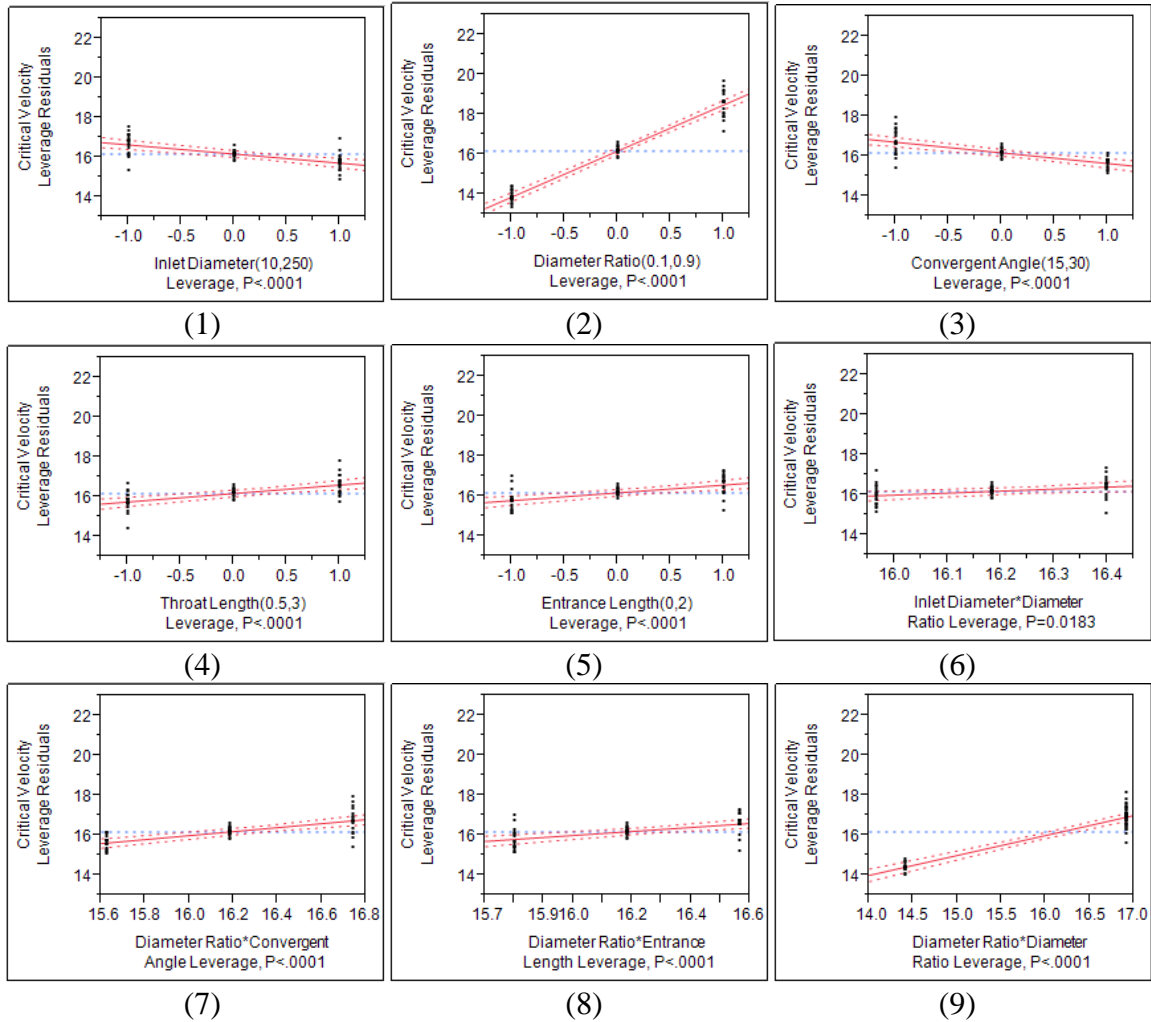 22
20
18
16
14
Critical Velocity
Leverage Residuals
-1.0 -0.5 0.0 0.5 1.0
Inlet Diameter(10,250)
Leverage, P<.0001
(1)
22
20
18
16
14
Critical Velocity
Leverage Residuals
-1.0 -0.5 0.0 0.5 1.0
Diameter Ratio(0.1,0.9)
Leverage, P<.0001
(2)
22
20
18
16
14
Critical Velocity
Leverage Residuals
-1.0 -0.5 0.0 0.5 1.0
Convergent Angle(15,30)
Leverage, P<.0001
(3)
22
20
18
16
14
Critical Velocity
Leverage Residuals
-1.0 -0.5 0.0 0.5 1.0
Throat Length(0.5,3)
Leverage, P<.0001
(4)
22
20
18
16
14
Critical Velocity
Leverage Residuals
-1.0 -0.5 0.0 0.5 1.0
Entrance Length(0,2)
Leverage, P<.0001
(5)
22
20
18
16
14
Critical Velocity
Leverage Residuals
16.0 16.1 16.2 16.3 16.4
Inlet Diameter*Diameter
Ratio Leverage, P=0.0183
(6)
22
20
18
16
14
Critical Velocity
Leverage Residuals
15.6 15.8 16.0 16.2 16.4 16.6 16.8
Diameter Ratio*Convergent
Angle Leverage, P<.0001
(7)
22
20
18
16
14
Critical Velocity
Leverage Residuals
15.7 15.9 16.0 16.2 16.4 16.6
Diameter Ratio*Entrance
Length Leverage, P<.0001
(8)
22
20
18
16
14
Critical Velocity
Leverage Residuals
14.0 14.5 15.0 15.5 16.0 16.5 17.0
Diameter Ratio*Diameter
Ratio Leverage, P<.0001
(9)